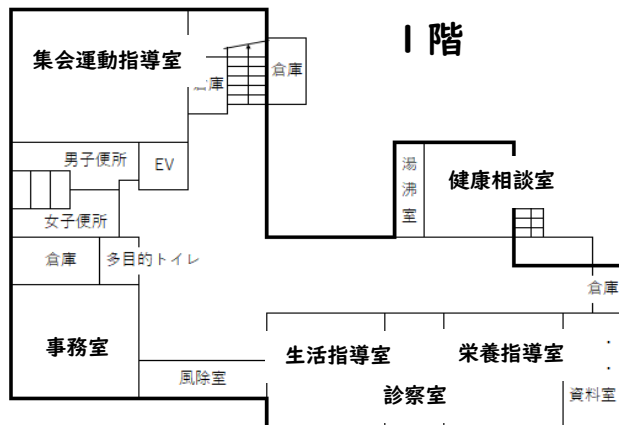 1階
集会運動指導室
倉庫
倉庫
男子便所
EV
湯沸室
健康相談室
女子便所
倉庫
多目的トイレ
倉庫
事務室
生活指導室
栄養指導室
風除室
診察室
資料室